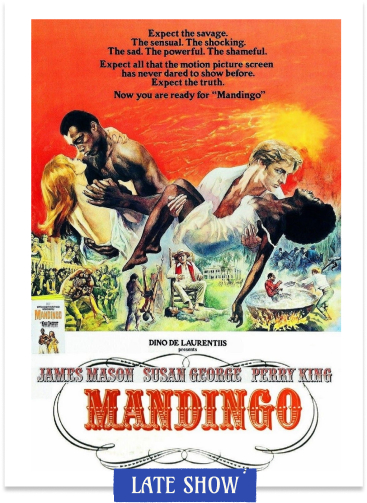 Expect the savage.
The sensual. The shocking.
The sad. The powerful. The shameful.
Expect all that the motion picture screen
has never dared to show before.
Expect the truth.
Now you are ready for "Mandingo"
MANDINGO
DINO DE LAURENTIIS
presents
JAMES MASON SUSAN GEORGE PERRY KING
MANDINGO
LATE SHOW